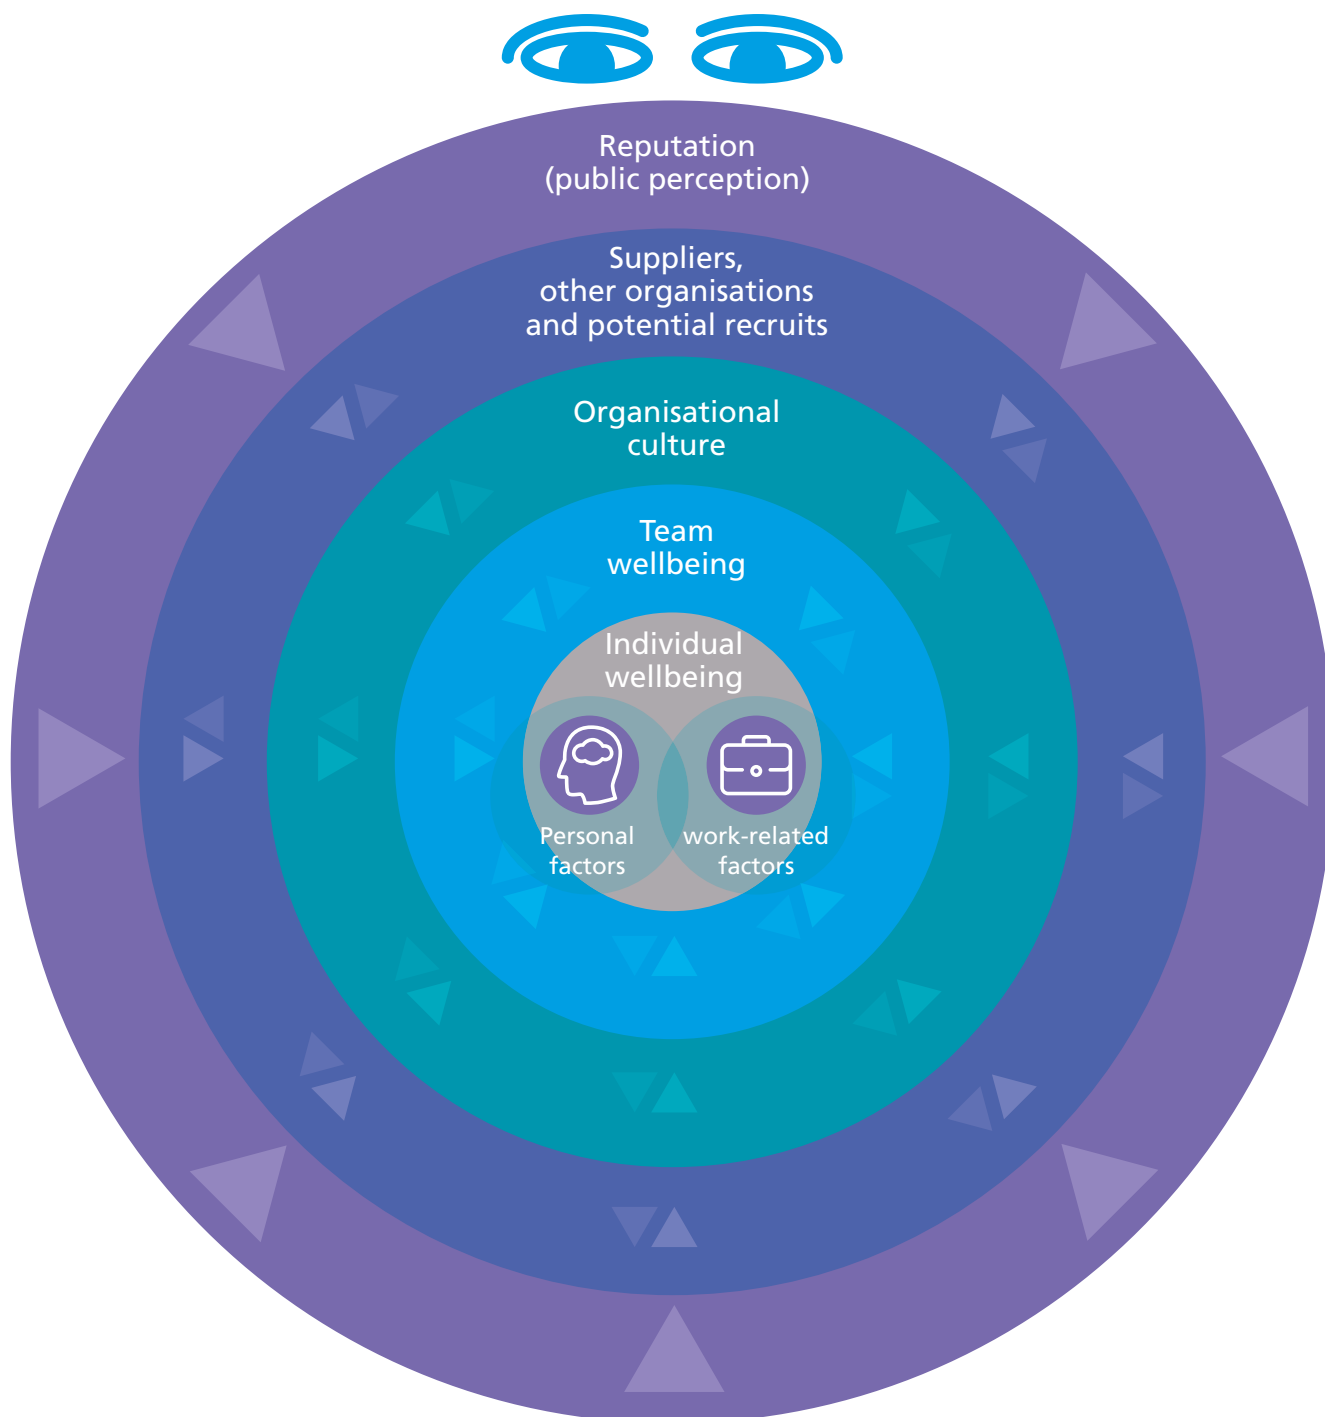 Reputation
(public perception)
Suppliers,
other organisations
and potential recruits
Organisational
culture
Team
wellbeing
Individual
wellbeing
Personal
factors
work-related
factors